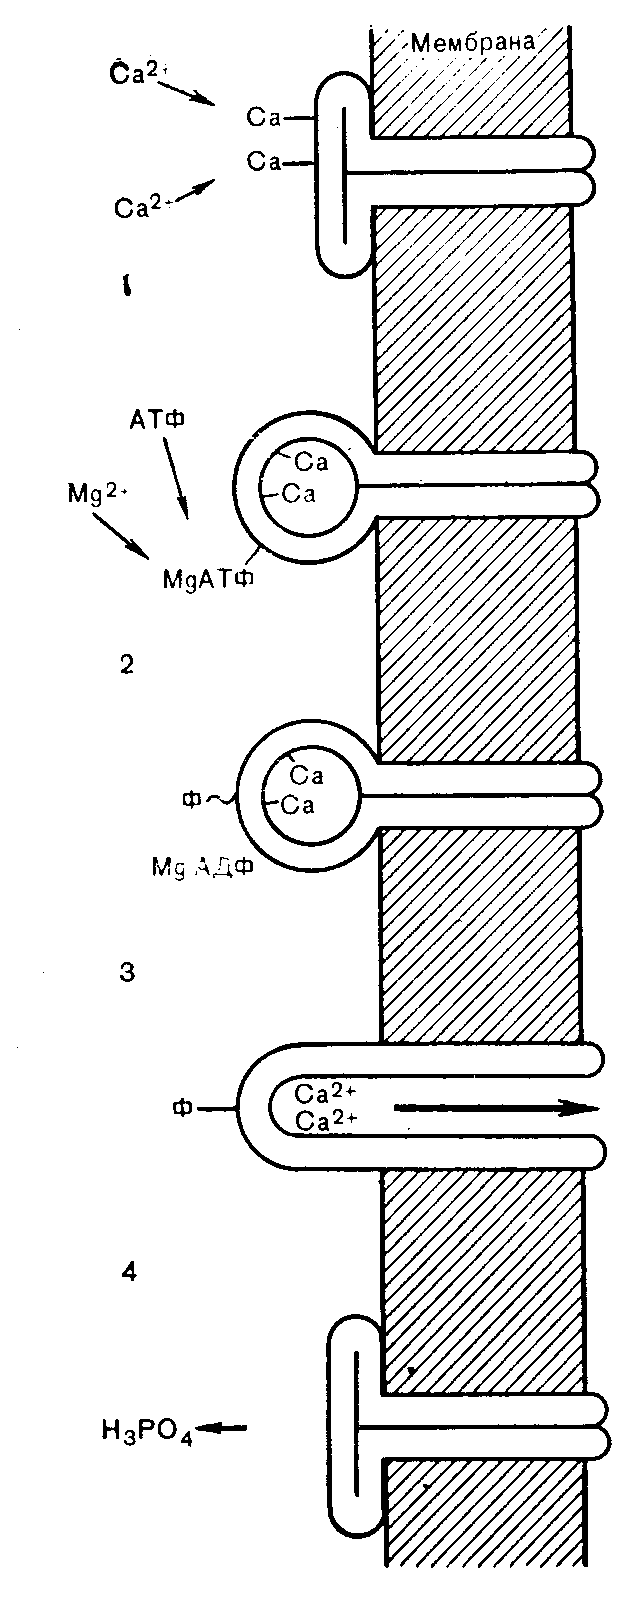 Мембрана
Ca2+
Ca
Ca
Ca2+
1
АТФ
Ca
Mg2+
Ca
MgАТФ
2
Ca
Ф
Ca
Mg АДФ
3
Ca2+
Ф
Ca2+
4
H3PO4